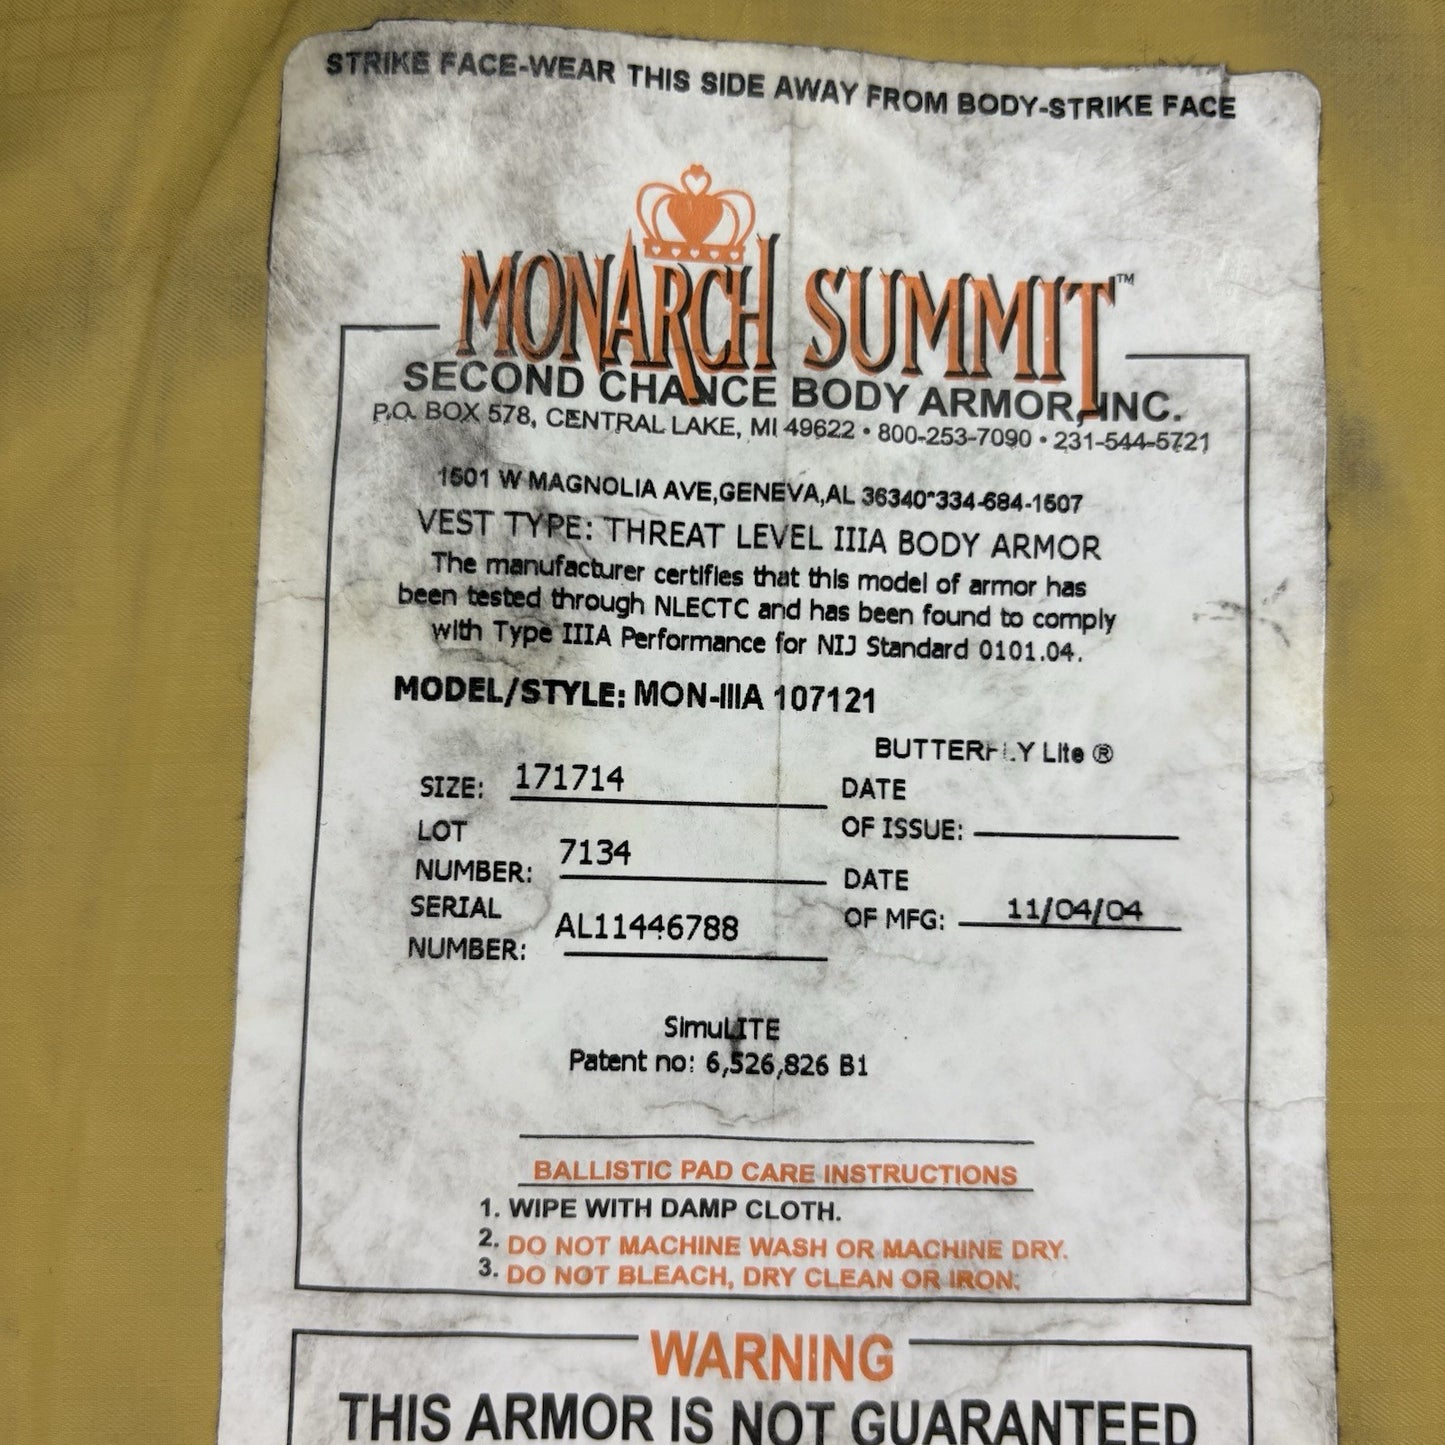 STRIKE FACE-WEAR THIS SIDE AWAY FROM BODY-STRIKE FACE
MONARCH SUMMIT™
SECOND CHANCE BODY ARMOR, INC.
P.O. BOX 578, CENTRAL LAKE, MI 49622 • 800-253-7090 • 231-544-5721
1501 W MAGNOLIA AVE,GENEVA,AL 36340*334-684-1507
VEST TYPE: THREAT LEVEL IIIA BODY ARMOR
The manufacturer certifies that this model of armor has
been tested through NLECTC and has been found to comply
with Type IIIA Performance for NIJ Standard 0101.04.
MODEL/STYLE: MON-IIIA 107121
BUTTERFLY Lite ®
SIZE: 171714
DATE
OF ISSUE:
LOT
NUMBER: 7134
DATE
OF MFG: 11/04/04
SERIAL
NUMBER: AL11446788
SimuLITE
Patent no: 6,526,826 B1
BALLISTIC PAD CARE INSTRUCTIONS
1. WIPE WITH DAMP CLOTH.
2. DO NOT MACHINE WASH OR MACHINE DRY.
3. DO NOT BLEACH, DRY CLEAN OR IRON.
WARNING
THIS ARMOR IS NOT GUARANTEED